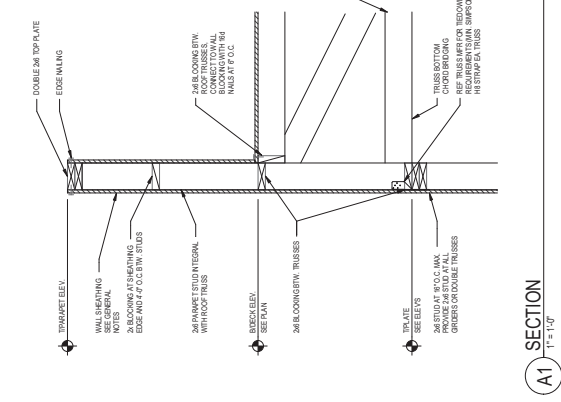 DOUBLE 2x6 TOP PLATE
EDGE NAILING
T/PARAPET ELEV.
WALL SHEATHING
SEE GENERAL
NOTES
2x BLOCKING AT SHEATHING
EDGE AND 4'-0" O.C. BTW. STUDS
2x6 PARAPET STUD INTEGRAL
WITH ROOF TRUSS
2x6 BLOCKING BTW.
ROOF TRUSSES,
CONNECT TO WALL
BLOCKING WITH 16d
NAILS AT 6" O.C.
B/DECK ELEV.
SEE PLAN
2x6 BLOCKING BTW. TRUSSES
TRUSS BOTTOM
CHORD BRIDGING
REF TRUSS MFR FOR TIEDOWN
REQUIREMENTS/MIN. SIMPSO
H8 STRAP EA. TRUSS
T/PLATE
SEE ELEV'S
2x6 STUD AT 16" O.C. MAX.
PROVIDE 2x6 STUD AT ALL
GIRDERS OR DOUBLE TRUSSES
A1
SECTION
1" = 1'-0"